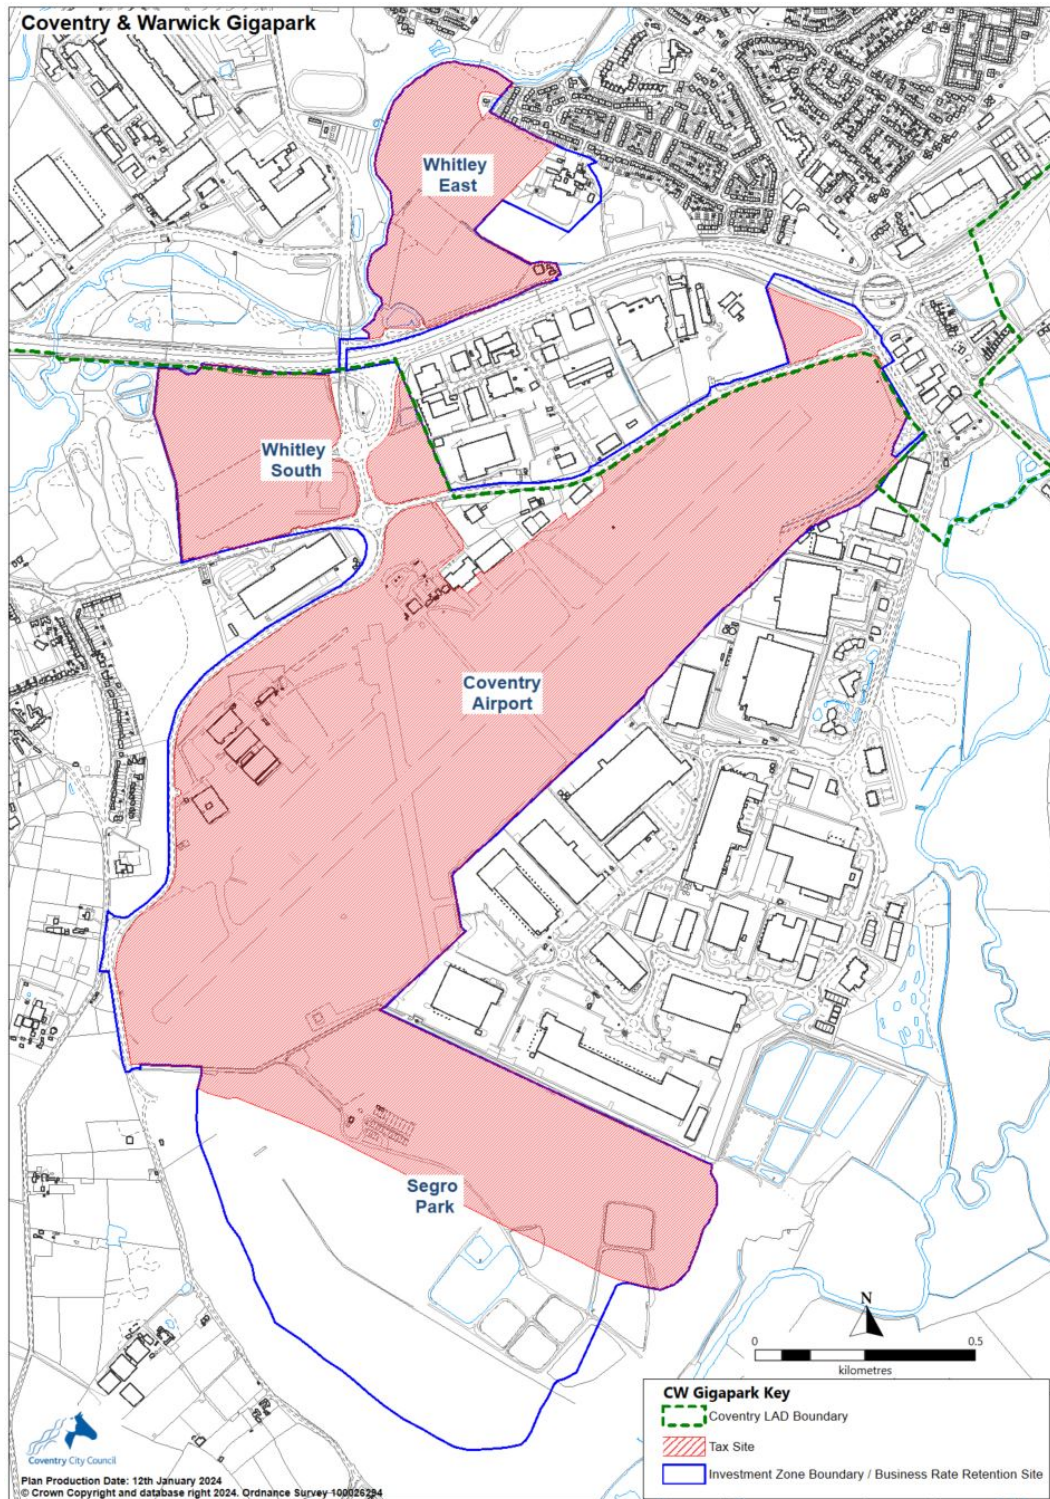 Coventry & Warwick Gigapark
Whitley
East
Whitley
South
Coventry
Airport
Segro
Park
N
0
0.5
kilometres
CW Gigapark Key
Coventry LAD Boundary
Tax Site
Investment Zone Boundary / Business Rate Retention Site
Coventry City Council
Plan Production Date: 12th January 2024
© Crown Copyright and database right 2024. Ordnance Survey 100026294